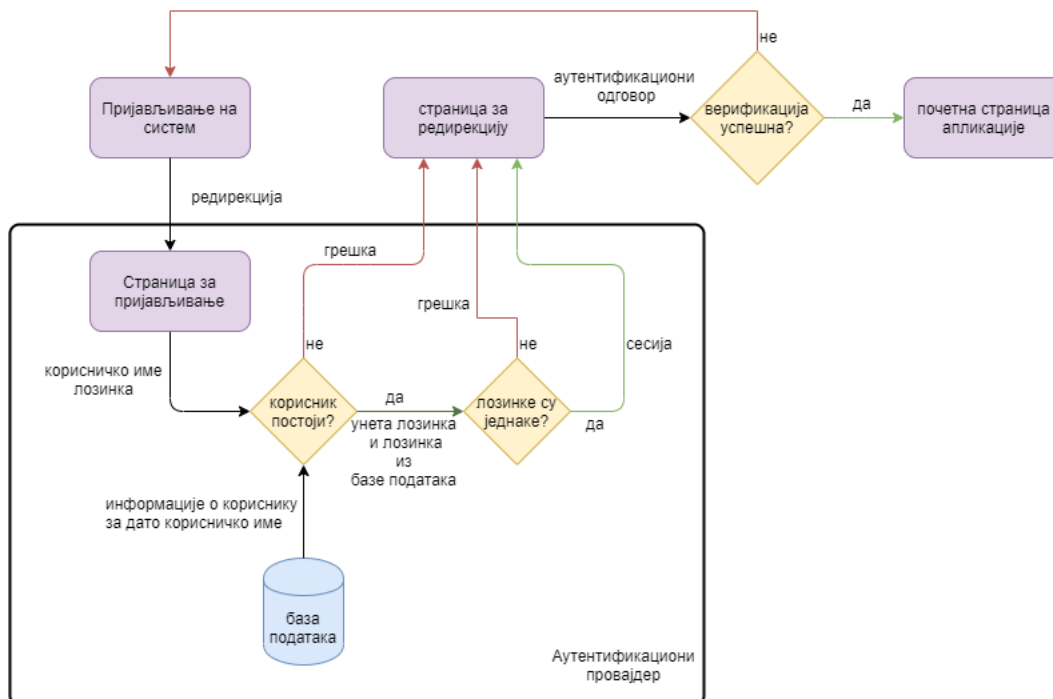 не
Пријављивање на
систем
страница за
редирекцију
аутентификациони
одговор
верификација
успешна?
да
почетна страница
апликације
редирекција
грешка
Страница за
пријављивање
грешка
не
не
сесија
корисничко име
лозинка
корисник
постоји?
да
унета лозинка
и лозинка
из
базе података
лозинке су
једнаке?
да
информације о кориснику
за дато корисничко име
база
података
Аутентификациони
провајдер